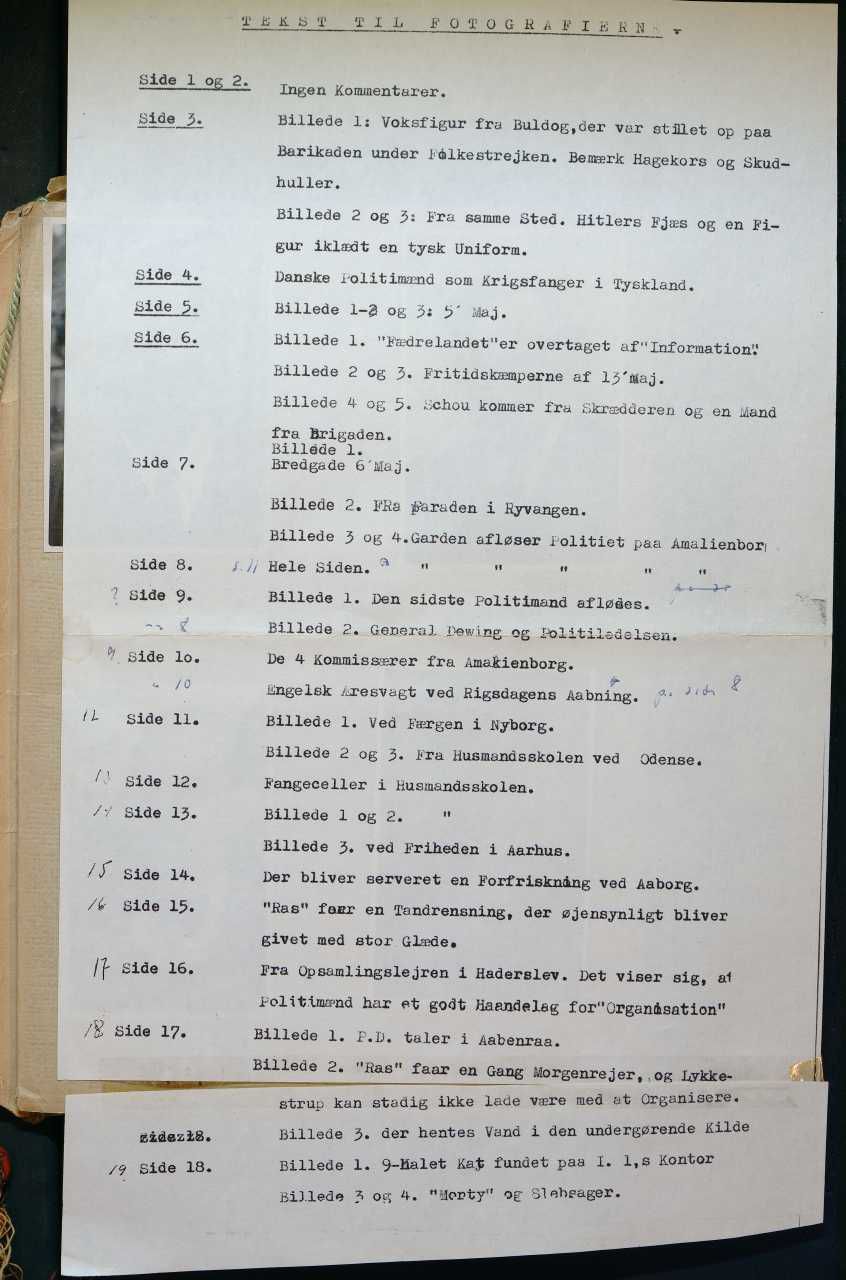 TEKST TIL FOTOGRAFIERNE.
Side 1 og 2. Ingen Kommentarer.
Side 3. Billede 1: Voksfigur fra Buldog,der var stillet op paa
Barikaden under Folkestrejken. Bemærk Hagekors og Skud-
huller.
Billede 2 og 3: Fra samme Sted. Hitlers Fjæs og en Fi-
gur iklædt en tysk Uniform.
Side 4. Danske Politimænd som Krigsfanger i Tyskland.
Side 5. Billede 1-2 og 3: 5' Maj.
Side 6. Billede 1. "Fædrelandet"er overtaget af"Information".
Billede 2 og 3. Fritidskæmperne af 13'maj.
Billede 4 og 5. Schou kommer fra Skrædderen og en Mand
fra Brigaden.
Billede 1.
Side 7. Bredgade 6'Maj.
Billede 2. FRa Paraden i Ryvangen.
Billede 3 og 4.Garden afløser Politiet paa Amalienbor
Side 8. s. 11 Hele Siden. " " " " "
? Side 9. Billede 1. Den sidste Politimand afløses.
" 8 Billede 2. General Dewing og Politiledelsen.
9 Side 1o. De 4 Kommissærer fra Amakienborg.
" 10 Engelsk Æresvagt ved Rigsdagens Aabning. p. side 8
12 Side 11. Billede 1. Ved Færgen i Nyborg.
Billede 2 og 3. Fra Husmandsskolen ved Odense.
13 Side 12. Fangeceller i Husmandsskolen.
14 Side 13. Billede 1 og 2. "
Billede 3. ved Friheden i Aarhus.
15 Side 14. Der bliver serveret en Forfriskning ved Aaborg.
16 Side 15. "Ras" faar en Tandrensning, der øjensynligt bliver
givet med stor Glæde.
17 Side 16. Fra Opsamlingslejren i Haderslev. Det viser sig, at
Politimænd har et godt Haandelag for"Organisation"
18 Side 17. Billede 1. P.D. taler i Aabenraa.
Billede 2. "Ras" faar en Gang Morgenrejer, og Lykke-
strup kan stadig ikke lade være med at Organisere.
Billede 3. der hentes Vand i den undergørende Kilde
19 Side 18. Billede 1. 9-Halet Kat fundet paa I. 1,s Kontor
Billede 3 og 4. "Monty" og Slebsager.